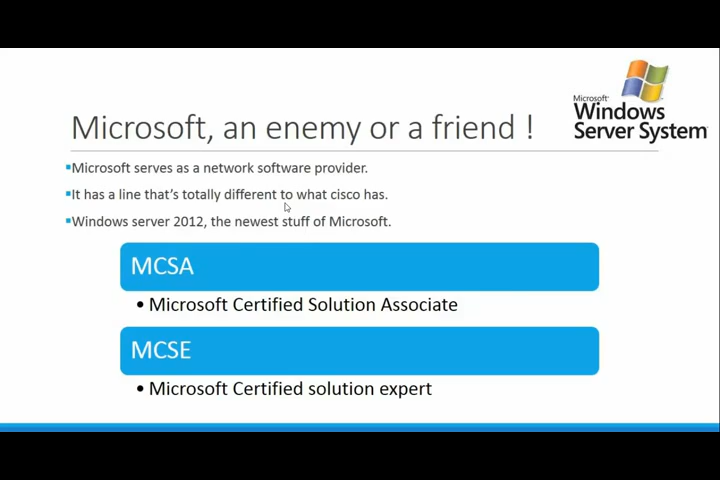 Microsoft
Windows
Server System
Microsoft, an enemy or a friend !
Microsoft serves as a network software provider.
It has a line that's totally different to what cisco has.
Windows server 2012, the newest stuff of Microsoft.
MCSA
• Microsoft Certified Solution Associate
MCSE
• Microsoft Certified solution expert